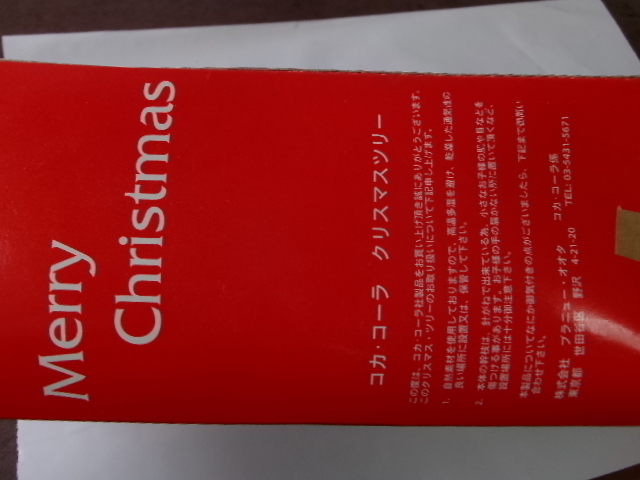 Merry
Christmas
コカ・コーラ クリスマスツリー
この度は、コカ・コーラ社製品をお買い上げ頂き誠にありがとうございます。
このクリスマス・ツリーのお取り扱いについて下記申し上げます。
1. 自然素材を使用しておりますので、高温多湿を避け、乾燥した通気性の
良い場所に設置又は、保管して下さい。
2. 本体の幹枝は、針がねで出来ている為、小さなお子様の肌や目などを
傷つける事があります。お子様の手の届かない所に置いて頂くなど、
設置場所には十分御注意下さい。
本製品についてなにか御気付きの点がございましたら、下記までお問い
合わせ下さい。
株式会社 プラニュー・オオタ コカ・コーラ係
東京都 世田谷区 野沢 4-21-20 TEL: 03-5431-5671